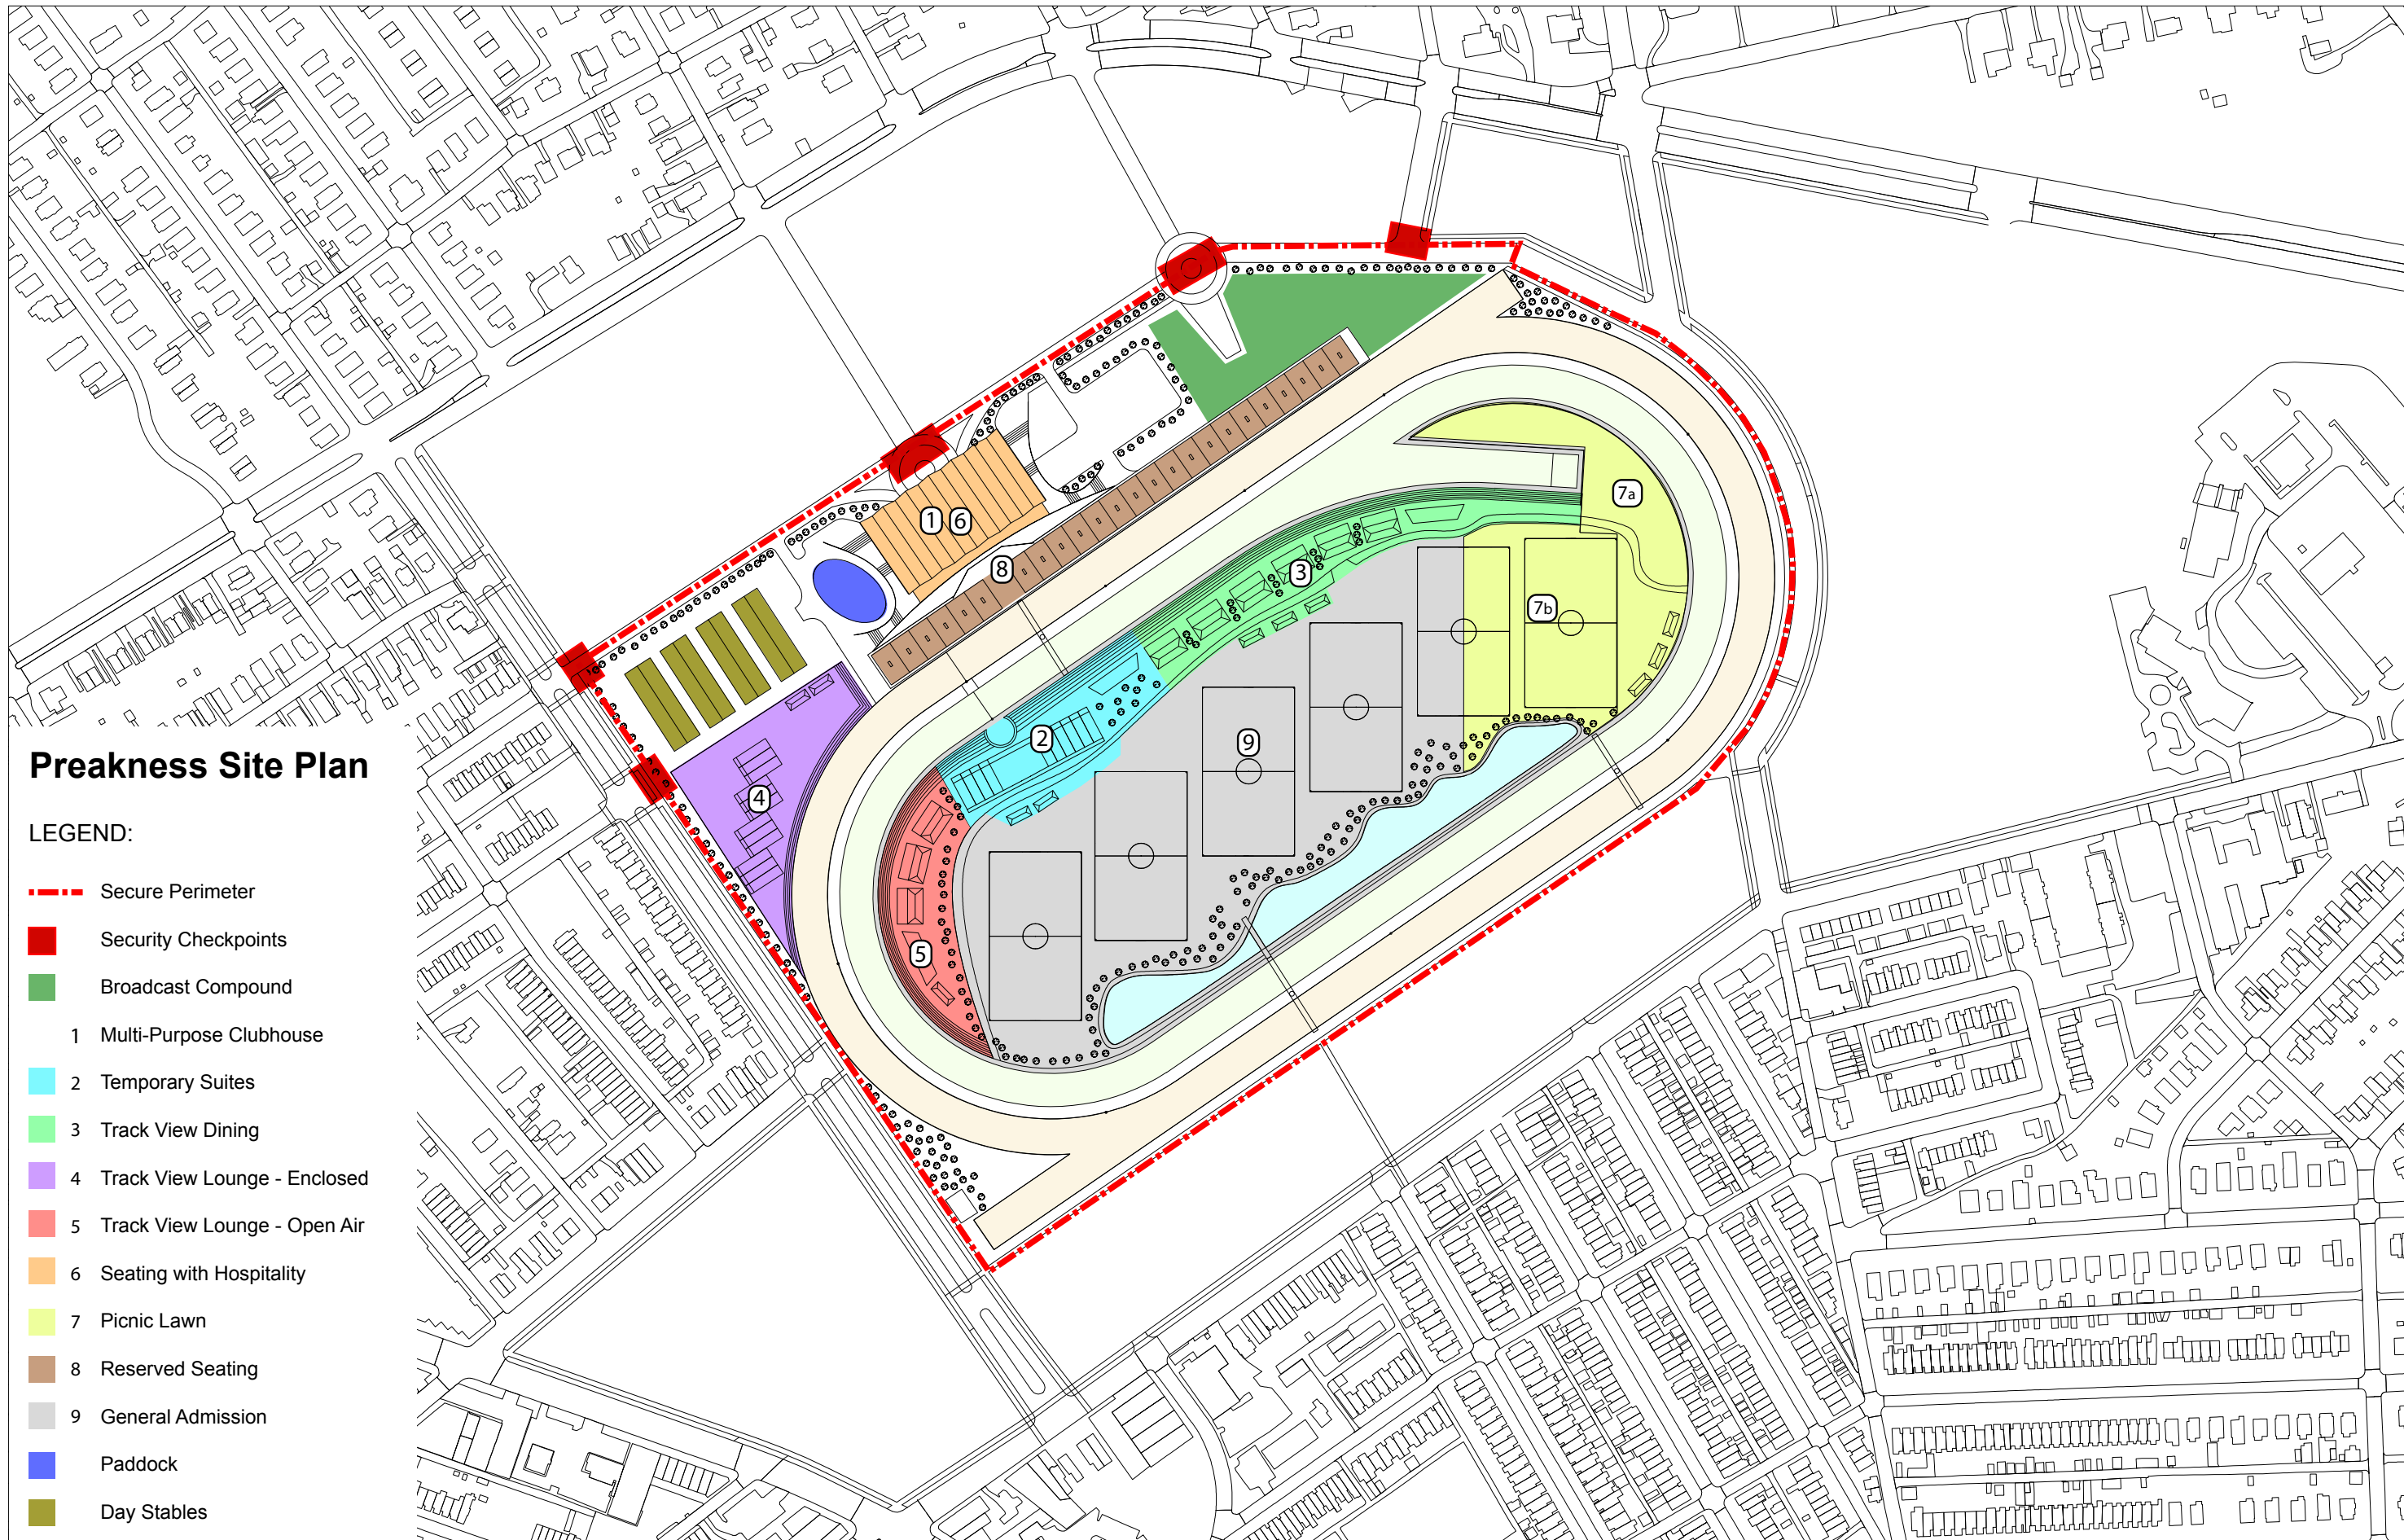 1 6
8
3
7a
7b
2
9
4
5
Preakness Site Plan
LEGEND:
Secure Perimeter
Security Checkpoints
Broadcast Compound
1 Multi-Purpose Clubhouse
2 Temporary Suites
3 Track View Dining
4 Track View Lounge - Enclosed
5 Track View Lounge - Open Air
6 Seating with Hospitality
7 Picnic Lawn
8 Reserved Seating
9 General Admission
Paddock
Day Stables